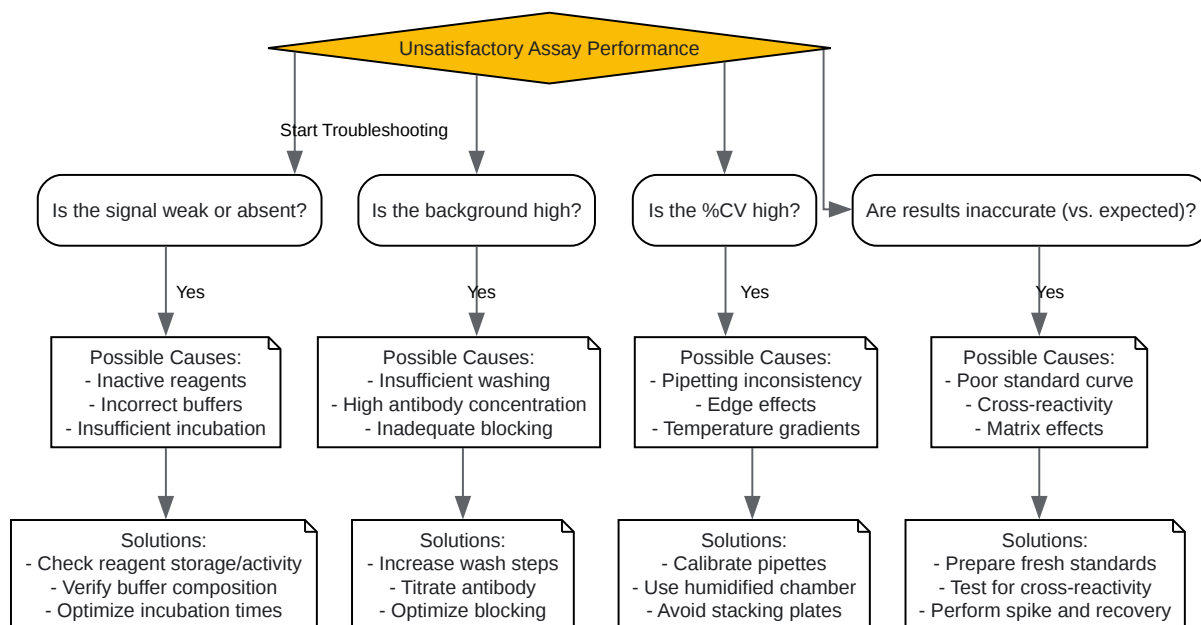 Unsatisfactory Assay Performance
Start Troubleshooting
Is the signal weak or absent?
Is the background high?
Is the %CV high?
Are results inaccurate (vs. expected)?
Yes
Yes
Yes
Yes
Possible Causes:
- Inactive reagents
- Incorrect buffers
- Insufficient incubation
Possible Causes:
- Insufficient washing
- High antibody concentration
- Inadequate blocking
Possible Causes:
- Pipetting inconsistency
- Edge effects
- Temperature gradients
Possible Causes:
- Poor standard curve
- Cross-reactivity
- Matrix effects
Solutions:
- Check reagent storage/activity
- Verify buffer composition
- Optimize incubation times
Solutions:
- Increase wash steps
- Titrate antibody
- Optimize blocking
Solutions:
- Calibrate pipettes
- Use humidified chamber
- Avoid stacking plates
Solutions:
- Prepare fresh standards
- Test for cross-reactivity
- Perform spike and recovery